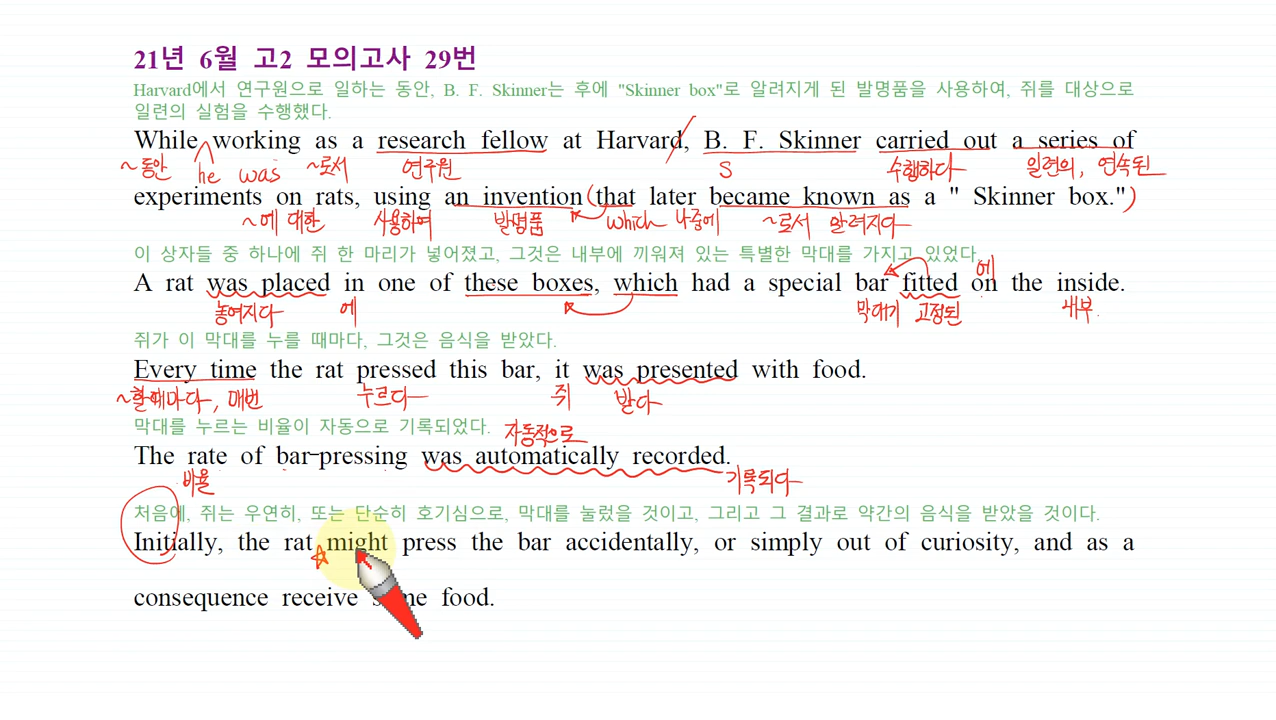 21년 6월 고2 모의고사 29번
Harvard에서 연구원으로 일하는 동안, B. F. Skinner는 후에 "Skinner box"로 알려지게 된 발명품을 사용하여, 쥐를 대상으로
일련의 실험을 수행했다.
While working as a research fellow at Harvard, B. F. Skinner carried out a series of
~동안 he was ~로서 연구원 S 수행하다 일련의, 연속된
experiments on rats, using an invention (that later became known as a " Skinner box.")
~에 대한 사용하여 발명품 which 나중에 ~로서 알려지다
이 상자들 중 하나에 쥐 한 마리가 넣어졌고, 그것은 내부에 끼워져 있는 특별한 막대를 가지고 있었다.
에
A rat was placed in one of these boxes, which had a special bar fitted on the inside.
놓여지다 에 막대기 고정된 내부.
쥐가 이 막대를 누를 때마다, 그것은 음식을 받았다.
Every time the rat pressed this bar, it was presented with food.
~할때마다, 매번 누르다 쥐 받다
막대를 누르는 비율이 자동으로 기록되었다.
자동적으로
The rate of bar-pressing was automatically recorded.
비율 기록되다
처음에, 쥐는 우연히, 또는 단순히 호기심으로, 막대를 눌렀을 것이고, 그리고 그 결과로 약간의 음식을 받았을 것이다.
Initially, the rat might press the bar accidentally, or simply out of curiosity, and as a
consequence receive food.